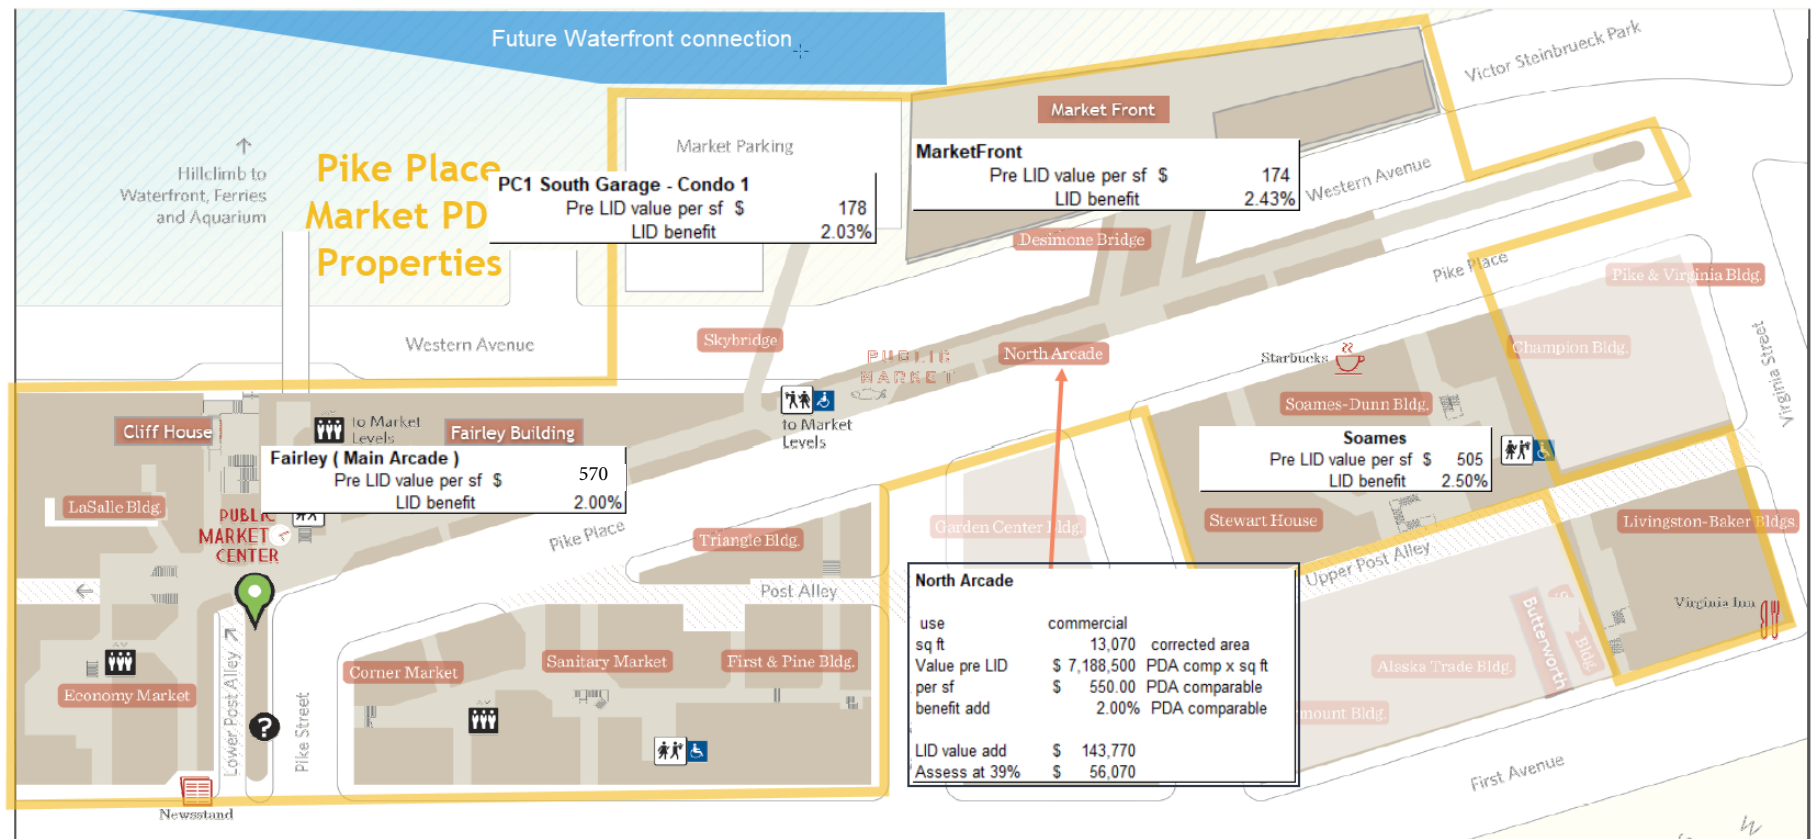 Future Waterfront connection
Victor Steinbrueck Park
Market Front
Market Parking
Hillclimb to
Waterfront, Ferries
and Aquarium
Pike Place
Market PD
Properties
PC1 South Garage - Condo 1
Pre LID value per sf $ 178
LID benefit 2.03%
MarketFront
Pre LID value per sf $ 174
LID benefit 2.43%
Western Avenue
Desimone Bridge
Pike Place
Pike & Virginia Bldg.
Western Avenue
Skybridge
PUBLIC
MARKET
North Arcade
Starbucks
Champion Bldg.
Virginia Street
Virginia Street
Soames-Dunn Bldg.
Cliff House
to Market
Levels
Fairley Building
to Market
Levels
Fairley ( Main Arcade )
Pre LID value per sf $ 570
LID benefit 2.00%
Soames
Pre LID value per sf $ 505
LID benefit 2.50%
LaSalle Bldg.
PUBLIC
MARKET
CENTER
Pike Place
Triangle Bldg.
Garden Center Bldg.
Stewart House
Livingston-Baker Bldgs.
Upper Post Alley
Post Alley
North Arcade
use commercial
sq ft 13,070 corrected area
Value pre LID $ 7,188,500 PDA comp x sq ft
per sf $ 550.00 PDA comparable
benefit add 2.00% PDA comparable
LID value add $ 143,770
Assess at 39% $ 56,070
Virginia Inn
Butterworth
Bldg.
Alaska Trade Bldg.
mount Bldg.
Economy Market
Lower Post Alley
?
Pike Street
Corner Market
Sanitary Market
First & Pine Bldg.
First Avenue
Newsstand